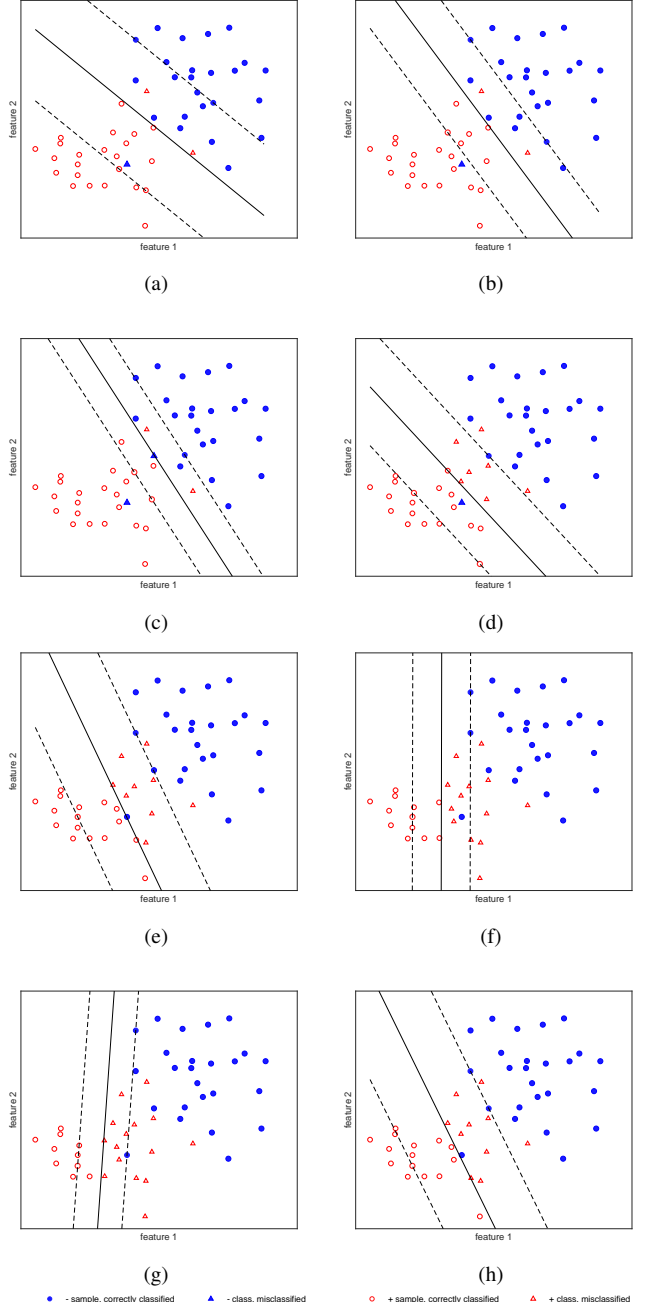 feature 2
feature 2
feature 1
feature 1
(a)
(b)
feature 2
feature 2
feature 1
feature 1
(c)
(d)
feature 2
feature 2
feature 1
feature 1
(e)
(f)
feature 2
feature 2
feature 1
feature 1
(g)
(h)
- sample, correctly classified - class, misclassified + sample, correctly classified + class, misclassified